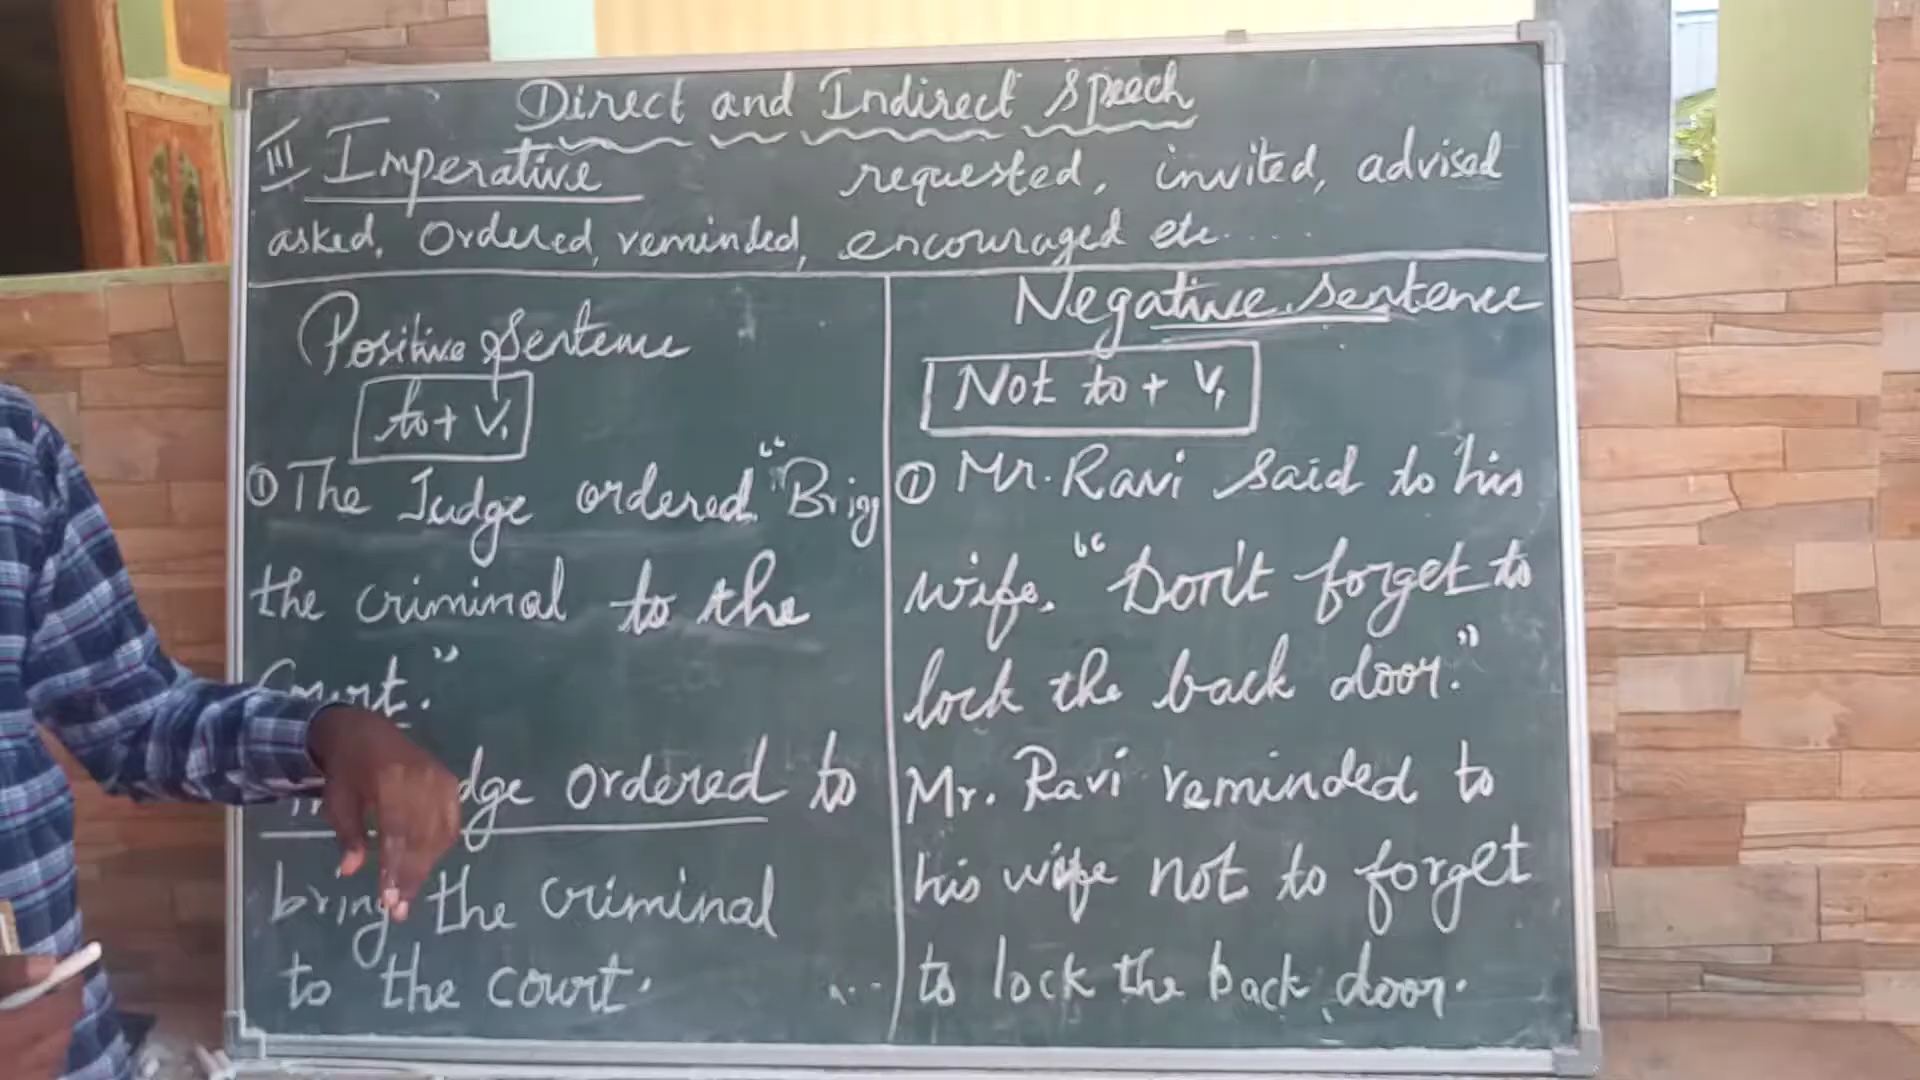 Direct and Indirect Speech
III Imperative requested, invited, advised
asked, Ordered, reminded, encouraged etc.....
Positive Sentence
to + V1
① The Judge ordered, "Bring
the criminal to the
Court."
ordered to
bring the criminal
to the court. ...
Negative sentence
Not to + V1
① Mr. Ravi said to his
wife, "Don't forget to
lock the back door."
Mr. Ravi reminded to
his wife not to forget
to lock the back door.